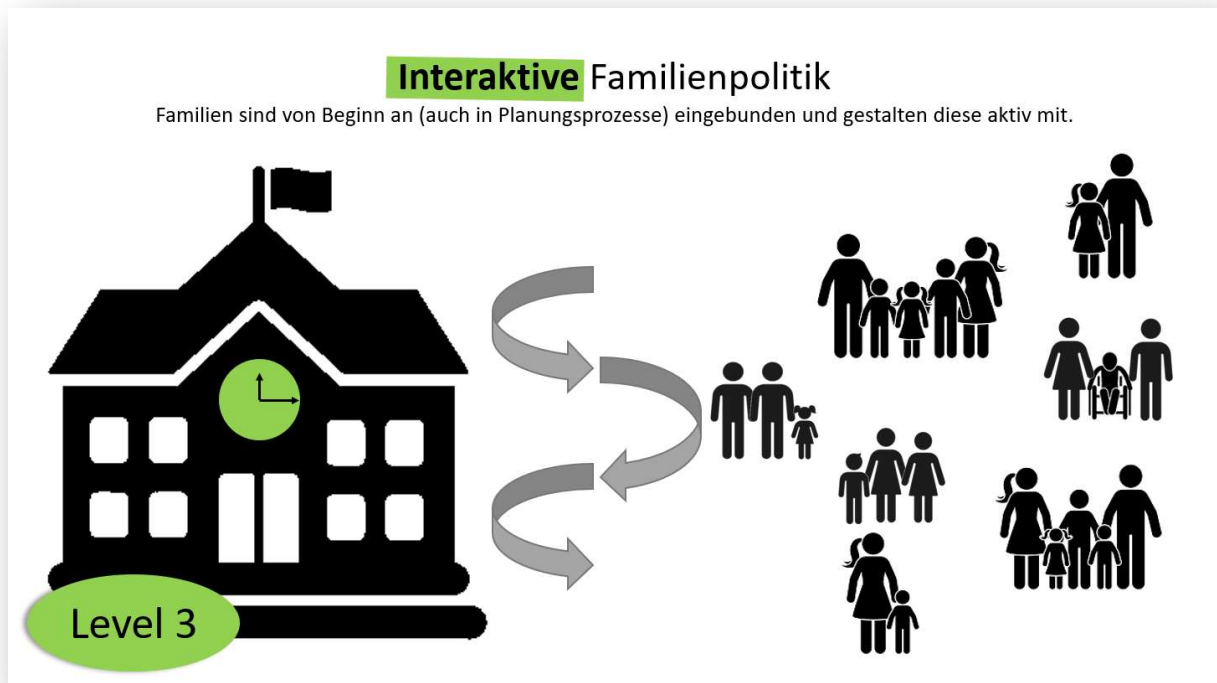 Interaktive Familienpolitik
Familien sind von Beginn an (auch in Planungsprozesse) eingebunden und gestalten diese aktiv mit.
Level 3